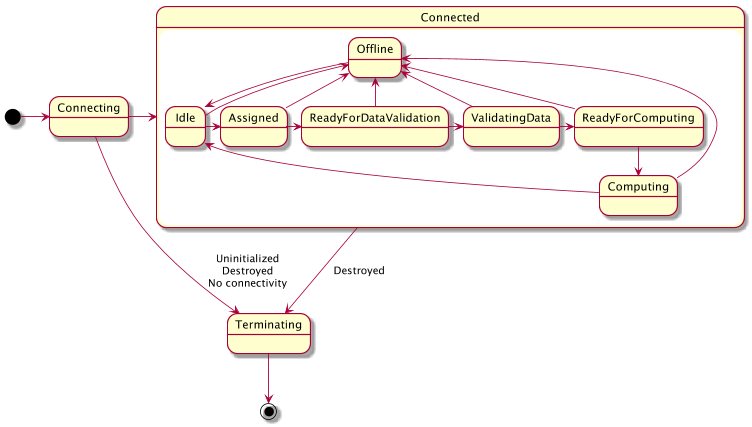 Connected
Offline
Connecting
Idle
Assigned
ReadyForDataValidation
ValidatingData
ReadyForComputing
Computing
Uninitialized
Destroyed
No connectivity
Destroyed
Terminating